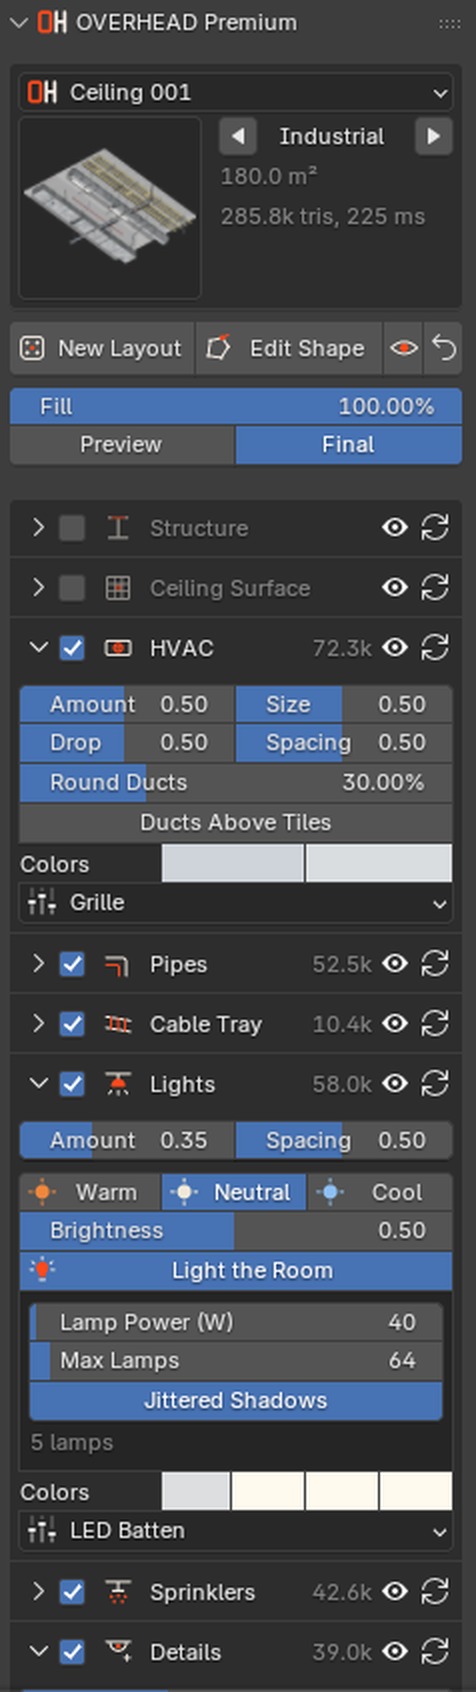 OH OVERHEAD Premium
OH Ceiling 001
Industrial
180.0 m²
285.8k tris, 225 ms
New Layout Edit Shape
Fill 100.00%
Preview Final
Structure
Ceiling Surface
HVAC 72.3k
Amount 0.50 Size 0.50
Drop 0.50 Spacing 0.50
Round Ducts 30.00%
Ducts Above Tiles
Colors
Grille
Pipes 52.5k
Cable Tray 10.4k
Lights 58.0k
Amount 0.35 Spacing 0.50
Warm Neutral Cool
Brightness 0.50
Light the Room
Lamp Power (W) 40
Max Lamps 64
Jittered Shadows
5 lamps
Colors
LED Batten
Sprinklers 42.6k
Details 39.0k